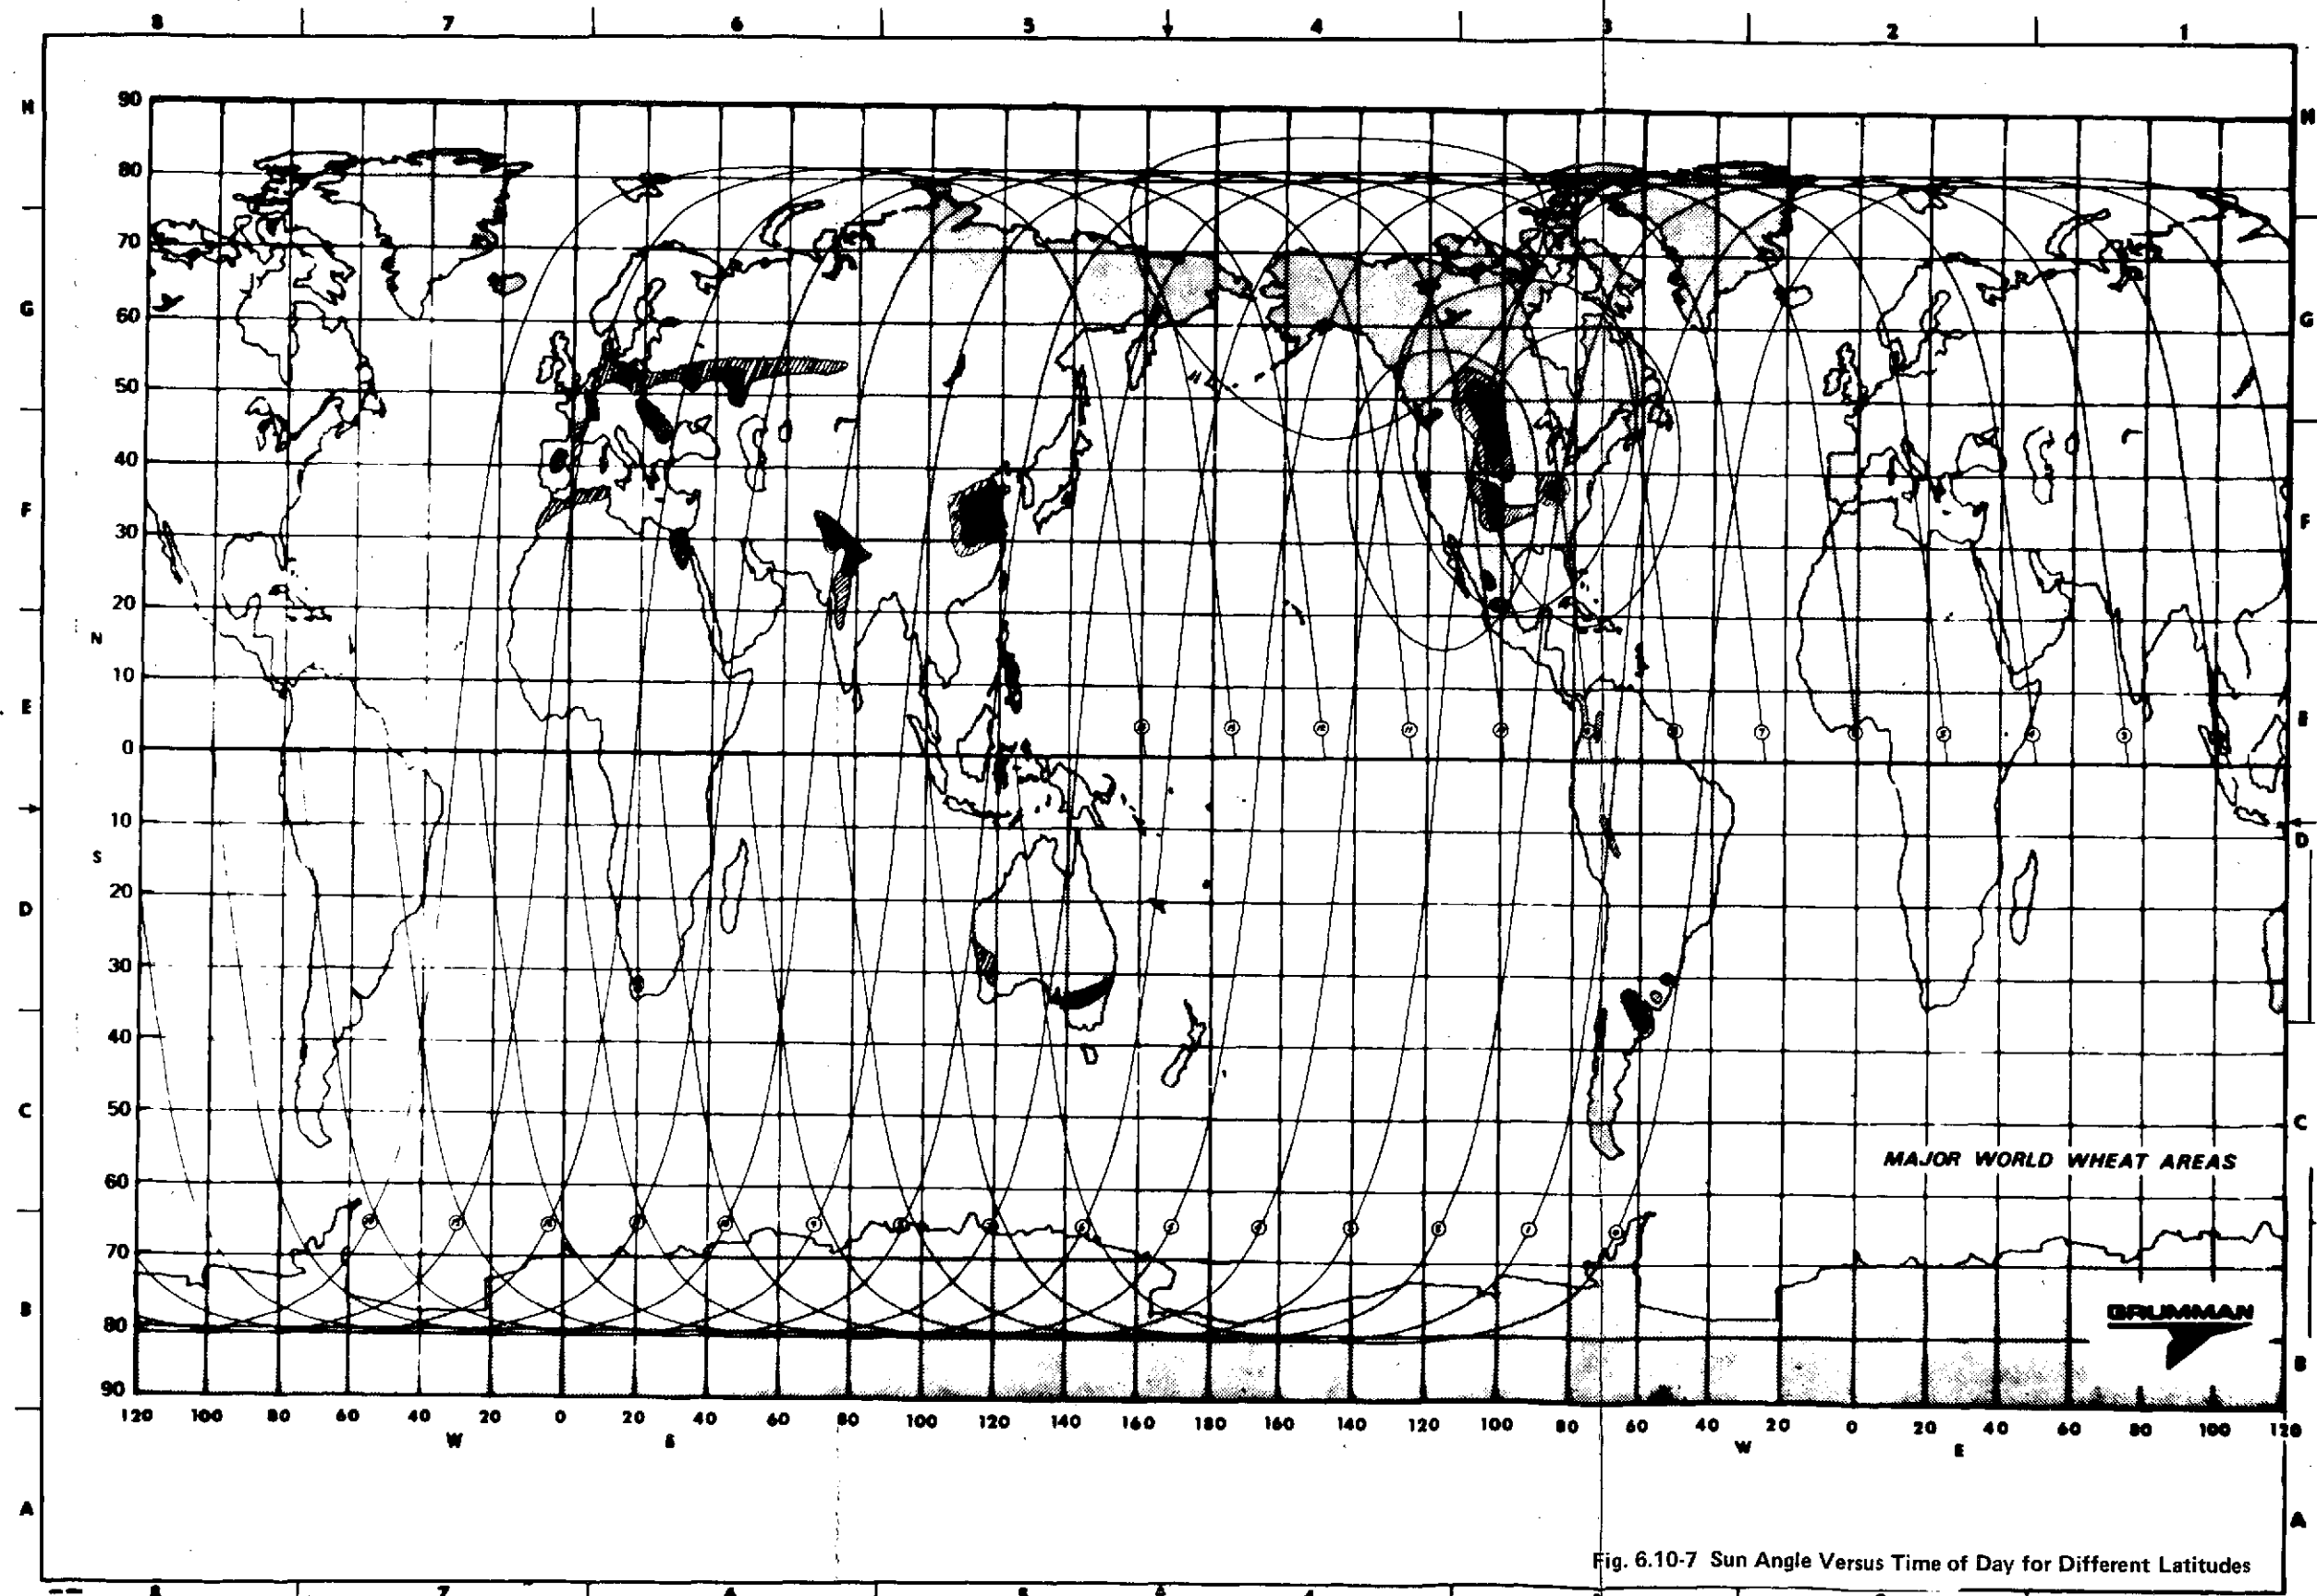 8 7 6 5 4 3 2 1
H H
90
80
70
G G
60
50
40
F F
30
20
N
10
E E
0
10
S
D
20
D
30
40
C C
50
MAJOR WORLD WHEAT AREAS
60
70
B
80
GRUMMAN
B
90
120 100 80 60 40 20 0 20 40 60 80 100 120 140 160 180 160 140 120 100 80 60 40 20 0 20 40 60 80 100 120
W W E
A A
Fig. 6.10-7 Sun Angle Versus Time of Day for Different Latitudes